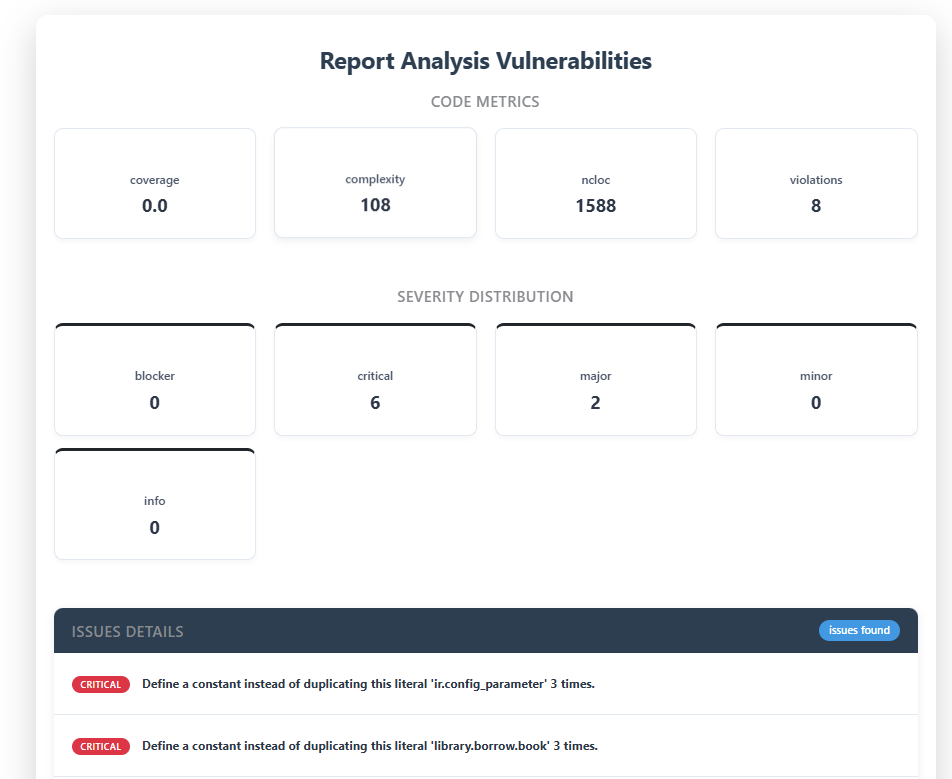 Report Analysis Vulnerabilities
CODE METRICS
coverage
0.0
complexity
108
ncloc
1588
violations
8
SEVERITY DISTRIBUTION
blocker
0
critical
6
major
2
minor
0
info
0
ISSUES DETAILS
issues found
CRITICAL
Define a constant instead of duplicating this literal 'ir.config_parameter' 3 times.
CRITICAL
Define a constant instead of duplicating this literal 'library.borrow.book' 3 times.